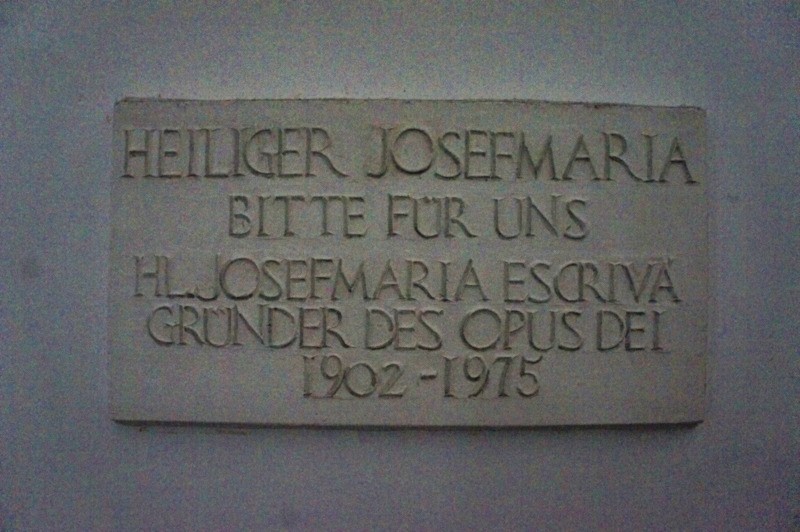 HEILIGER JOSEFMARIA
BITTE FÜR UNS
HL.JOSEFMARIA ESCRIVÁ
GRÜNDER DES OPUS DEI
1902-1975